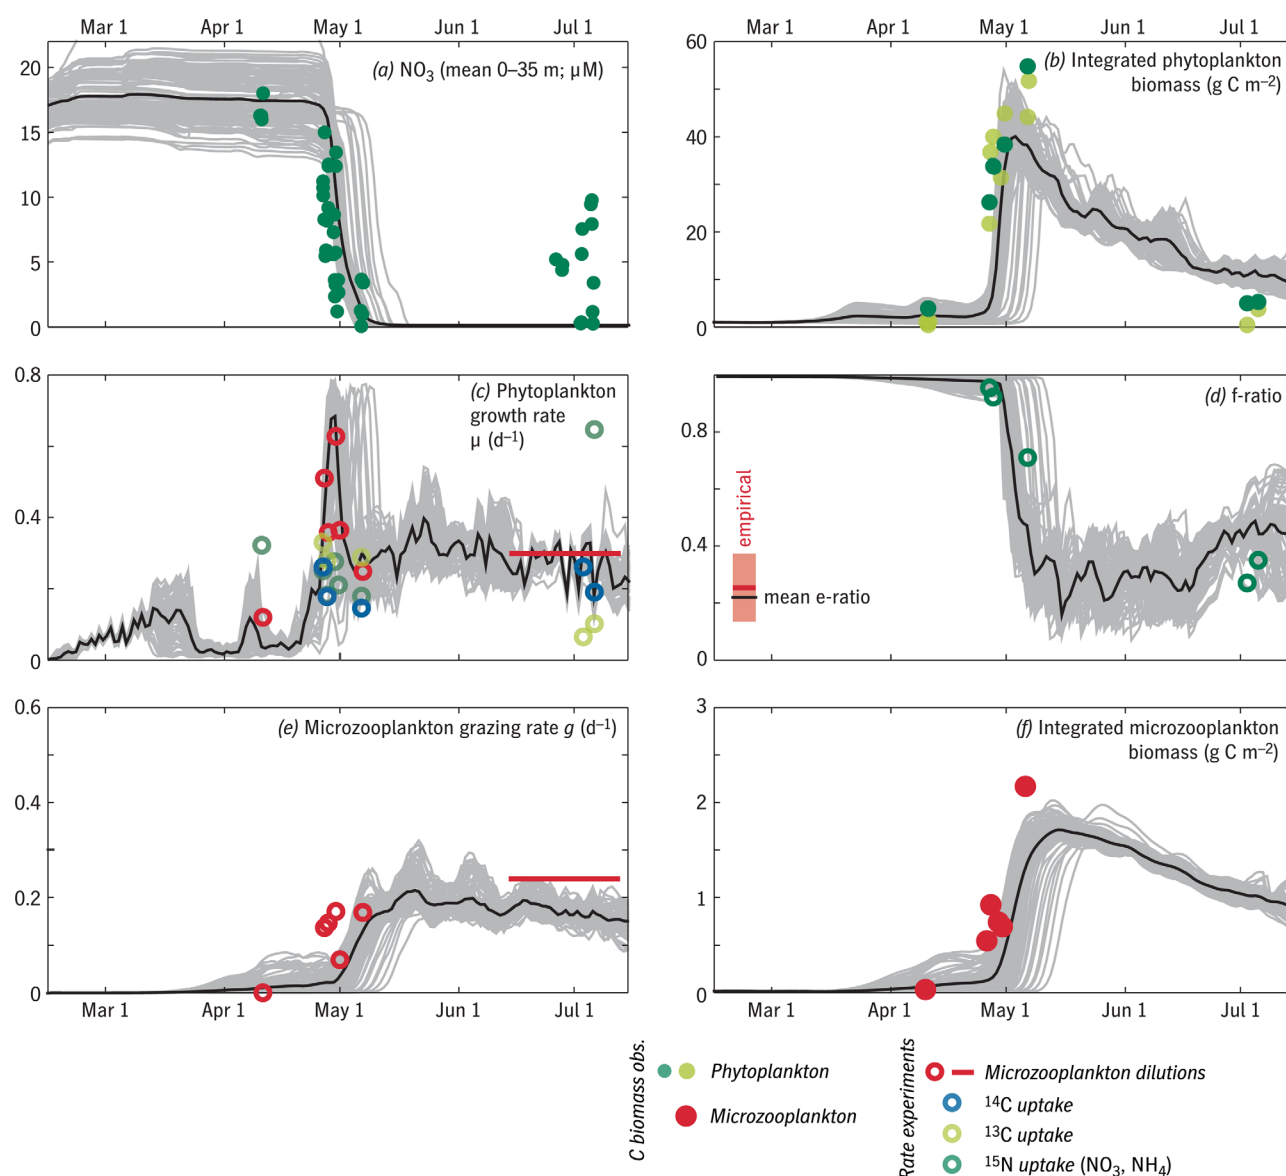 Mar 1 Apr 1 May 1 Jun 1 Jul 1
Mar 1 Apr 1 May 1 Jun 1 Jul 1
(a) NO3 (mean 0–35 m; μM)
20
15
10
5
0
(b) Integrated phytoplankton
biomass (g C m–2)
60
40
20
0
(c) Phytoplankton
growth rate
μ (d–1)
0.8
0.4
0
(d) f-ratio
0.8
0.4
0
empirical
mean e-ratio
(e) Microzooplankton grazing rate g (d–1)
0.6
0.4
0.2
0
(f) Integrated microzooplankton
biomass (g C m–2)
3
2
1
0
Mar 1 Apr 1 May 1 Jun 1 Jul 1
Mar 1 Apr 1 May 1 Jun 1 Jul 1
C biomass obs.
Phytoplankton
Microzooplankton
Rate experiments
Microzooplankton dilutions
14C uptake
13C uptake
15N uptake (NO3, NH4)